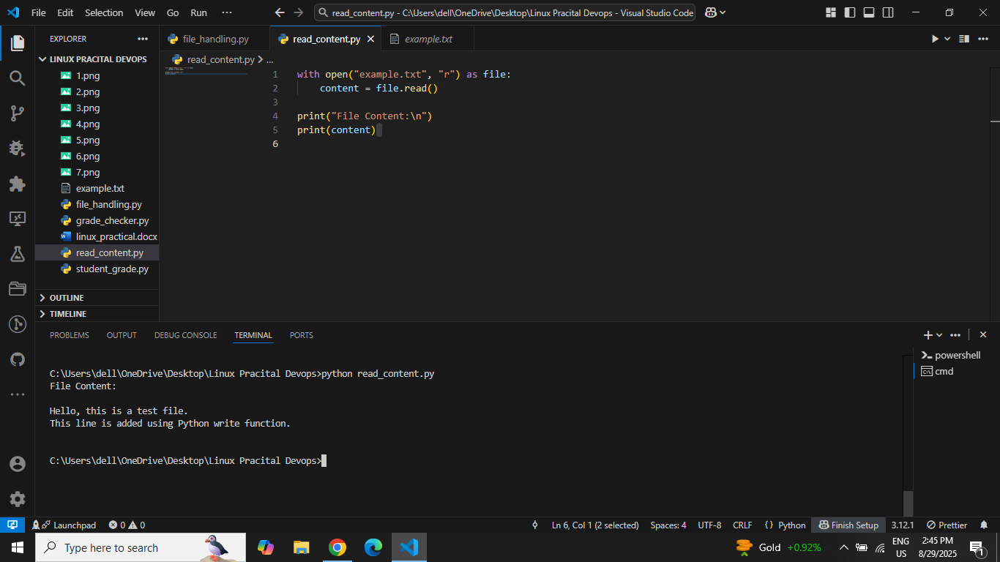 File Edit Selection View Go Run ···
read_content.py - C:\Users\dell\OneDrive\Desktop\Linux Pracital Devops - Visual Studio Code
EXPLORER
file_handling.py
read_content.py
example.txt
LINUX PRACITAL DEVOPS
1.png
2.png
3.png
4.png
5.png
6.png
7.png
example.txt
file_handling.py
grade_checker.py
linux_practical.docx
read_content.py
student_grade.py
OUTLINE
TIMELINE
read_content.py > ...
1 with open("example.txt", "r") as file:
2     content = file.read()
3
4 print("File Content:\n")
5 print(content)
6
PROBLEMS OUTPUT DEBUG CONSOLE TERMINAL PORTS
powershell
cmd
C:\Users\dell\OneDrive\Desktop\Linux Pracital Devops>python read_content.py
File Content:
Hello, this is a test file.
This line is added using Python write function.
C:\Users\dell\OneDrive\Desktop\Linux Pracital Devops>
Launchpad 0 0 Ln 6, Col 1 (2 selected) Spaces: 4 UTF-8 CRLF {} Python Finish Setup 3.12.1 Prettier
Type here to search
Gold +0.92%
ENG
US
2:45 PM
8/29/2025
1